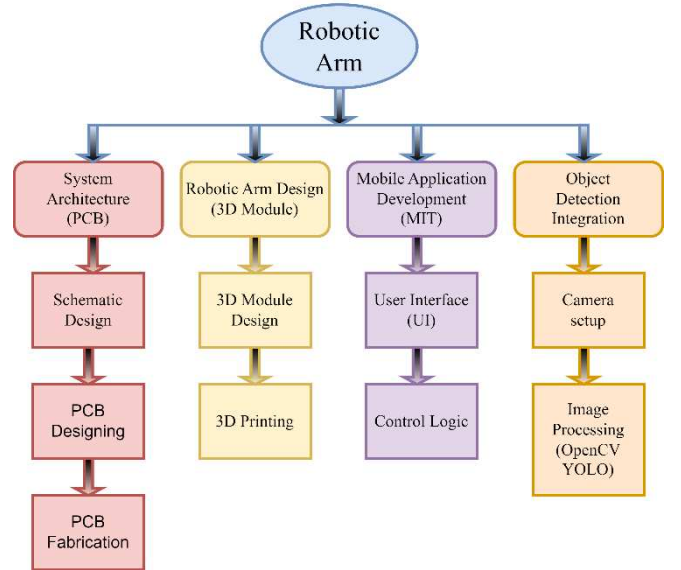 Robotic
Arm
System
Architecture
(PCB)
Robotic Arm Design
(3D Module)
Mobile Application
Development
(MIT)
Object
Detection
Integration
Schematic
Design
3D Module
Design
User Interface
(UI)
Camera
setup
PCB
Designing
3D Printing
Control Logic
Image
Processing
(OpenCV
YOLO)
PCB
Fabrication